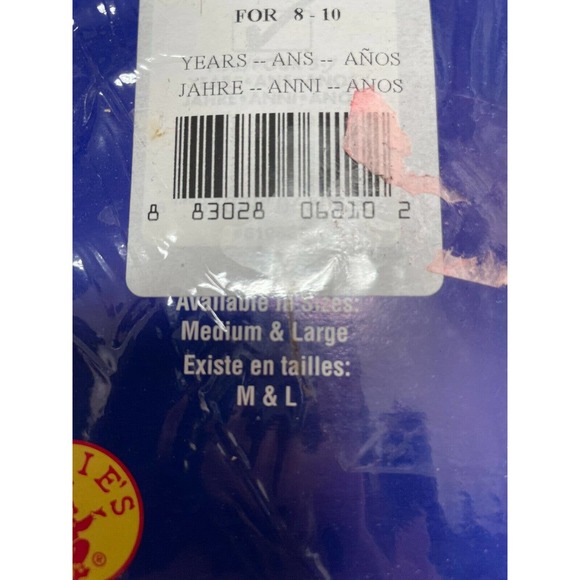 FOR 8 - 10
YEARS -- ANS -- AÑOS
JAHRE -- ANNI -- ANOS
8 83028 06210 2
Available in Sizes:
Medium & Large
Existe en tailles:
M & L
IE'S
®